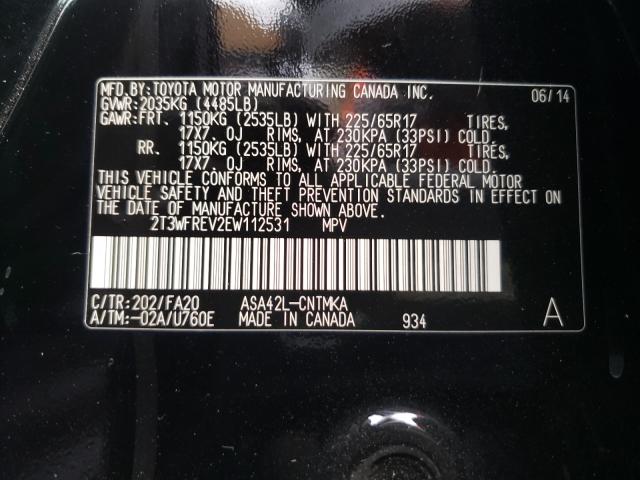 MFD.BY:TOYOTA MOTOR MANUFACTURING CANADA INC. 06/14
GVWR:2035KG (4485LB)
GAWR:FRT. 1150KG (2535LB) WITH 225/65R17 TIRES,
17X7.0J RIMS, AT 230KPA (33PSI) COLD.
RR. 1150KG (2535LB) WITH 225/65R17 TIRES,
17X7.0J RIMS, AT 230KPA (33PSI) COLD.
THIS VEHICLE CONFORMS TO ALL APPLICABLE FEDERAL MOTOR
VEHICLE SAFETY AND THEFT PREVENTION STANDARDS IN EFFECT ON
THE DATE OF MANUFACTURE SHOWN ABOVE.
2T3WFREV2EW112531 MPV
C/TR:202/FA20 ASA42L-CNTMKA
A/TM:-02A/U760E MADE IN CANADA 934 A